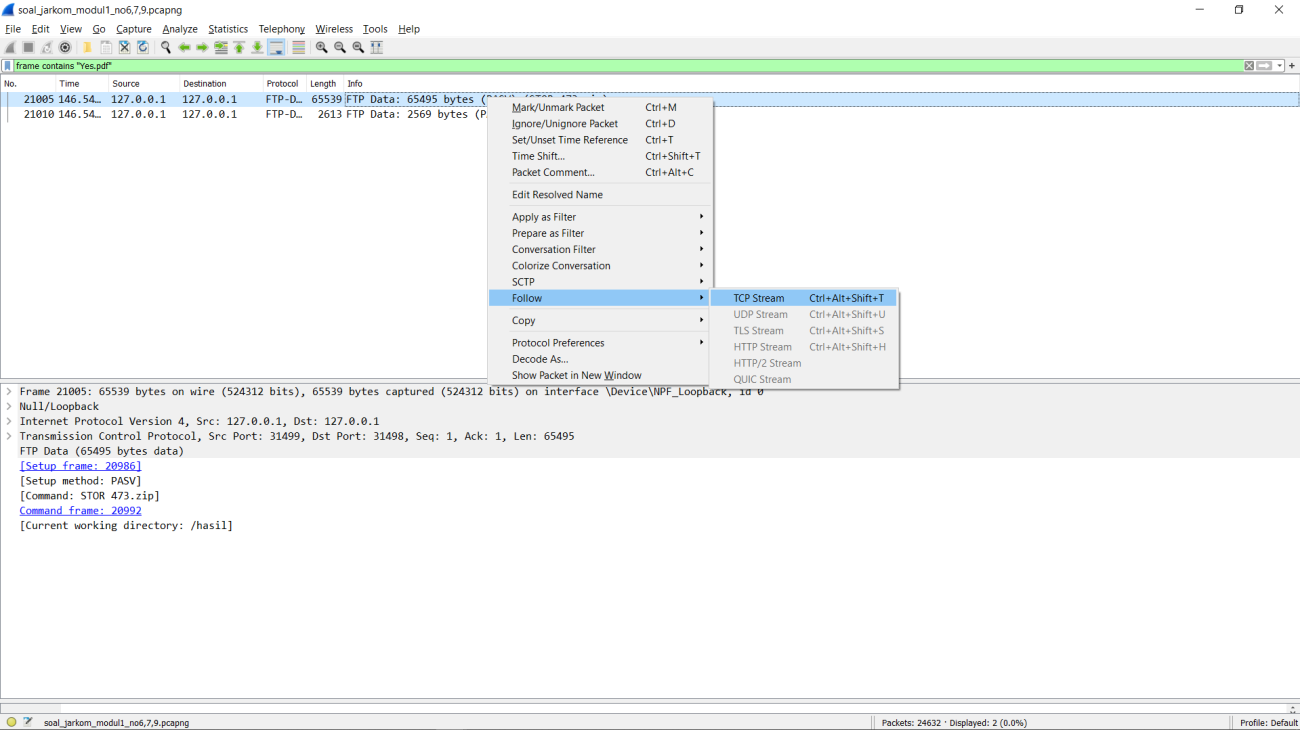 soal_jarkom_modul1_no6,7,9.pcapng
File Edit View Go Capture Analyze Statistics Telephony Wireless Tools Help
frame contains "Yes.pdf"
No. Time Source Destination Protocol Length Info
21005 146.54… 127.0.0.1 127.0.0.1 FTP-D… 65539 FTP Data: 65495 bytes (PASV) (STOR 473.zip)
21010 146.54… 127.0.0.1 127.0.0.1 FTP-D… 2613 FTP Data: 2569 bytes (P
Mark/Unmark Packet Ctrl+M
Ignore/Unignore Packet Ctrl+D
Set/Unset Time Reference Ctrl+T
Time Shift... Ctrl+Shift+T
Packet Comment... Ctrl+Alt+C
Edit Resolved Name
Apply as Filter
Prepare as Filter
Conversation Filter
Colorize Conversation
SCTP
Follow
Copy
Protocol Preferences
Decode As...
Show Packet in New Window
TCP Stream Ctrl+Alt+Shift+T
UDP Stream Ctrl+Alt+Shift+U
TLS Stream Ctrl+Alt+Shift+S
HTTP Stream Ctrl+Alt+Shift+H
HTTP/2 Stream
QUIC Stream
Frame 21005: 65539 bytes on wire (524312 bits), 65539 bytes captured (524312 bits) on interface \Device\NPF_Loopback, id 0
Null/Loopback
Internet Protocol Version 4, Src: 127.0.0.1, Dst: 127.0.0.1
Transmission Control Protocol, Src Port: 31499, Dst Port: 31498, Seq: 1, Ack: 1, Len: 65495
FTP Data (65495 bytes data)
[Setup frame: 20986]
[Setup method: PASV]
[Command: STOR 473.zip]
Command frame: 20992
[Current working directory: /hasil]
soal_jarkom_modul1_no6,7,9.pcapng
Packets: 24632 · Displayed: 2 (0.0%)
Profile: Default